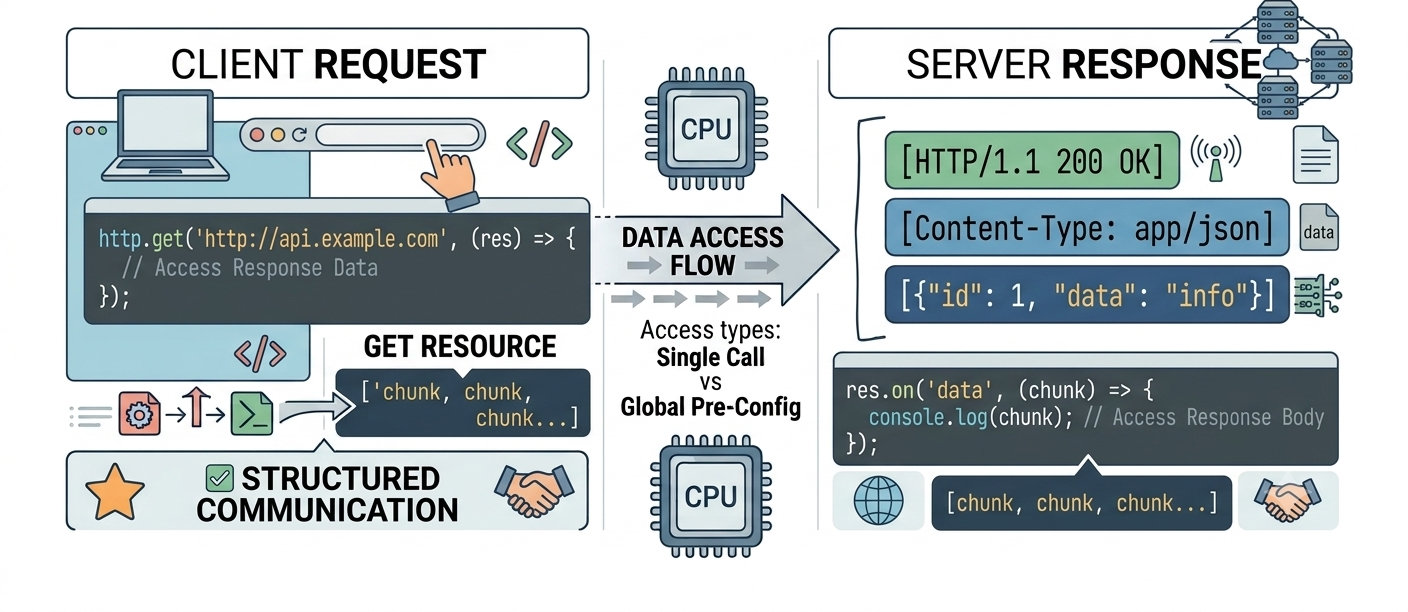 CLIENT REQUEST
</>
http.get('http://api.example.com', (res) => {
// Access Response Data
});
</>
GET RESOURCE
['chunk, chunk,
chunk...]
STRUCTURED
COMMUNICATION
CPU
DATA ACCESS
FLOW
Access types:
Single Call
vs
Global Pre-Config
CPU
SERVER RESPONSE
[HTTP/1.1 200 OK]
[Content-Type: app/json]
data
[{"id": 1, "data": "info"}]
res.on('data', (chunk) => {
console.log(chunk); // Access Response Body
});
[chunk, chunk, chunk...]